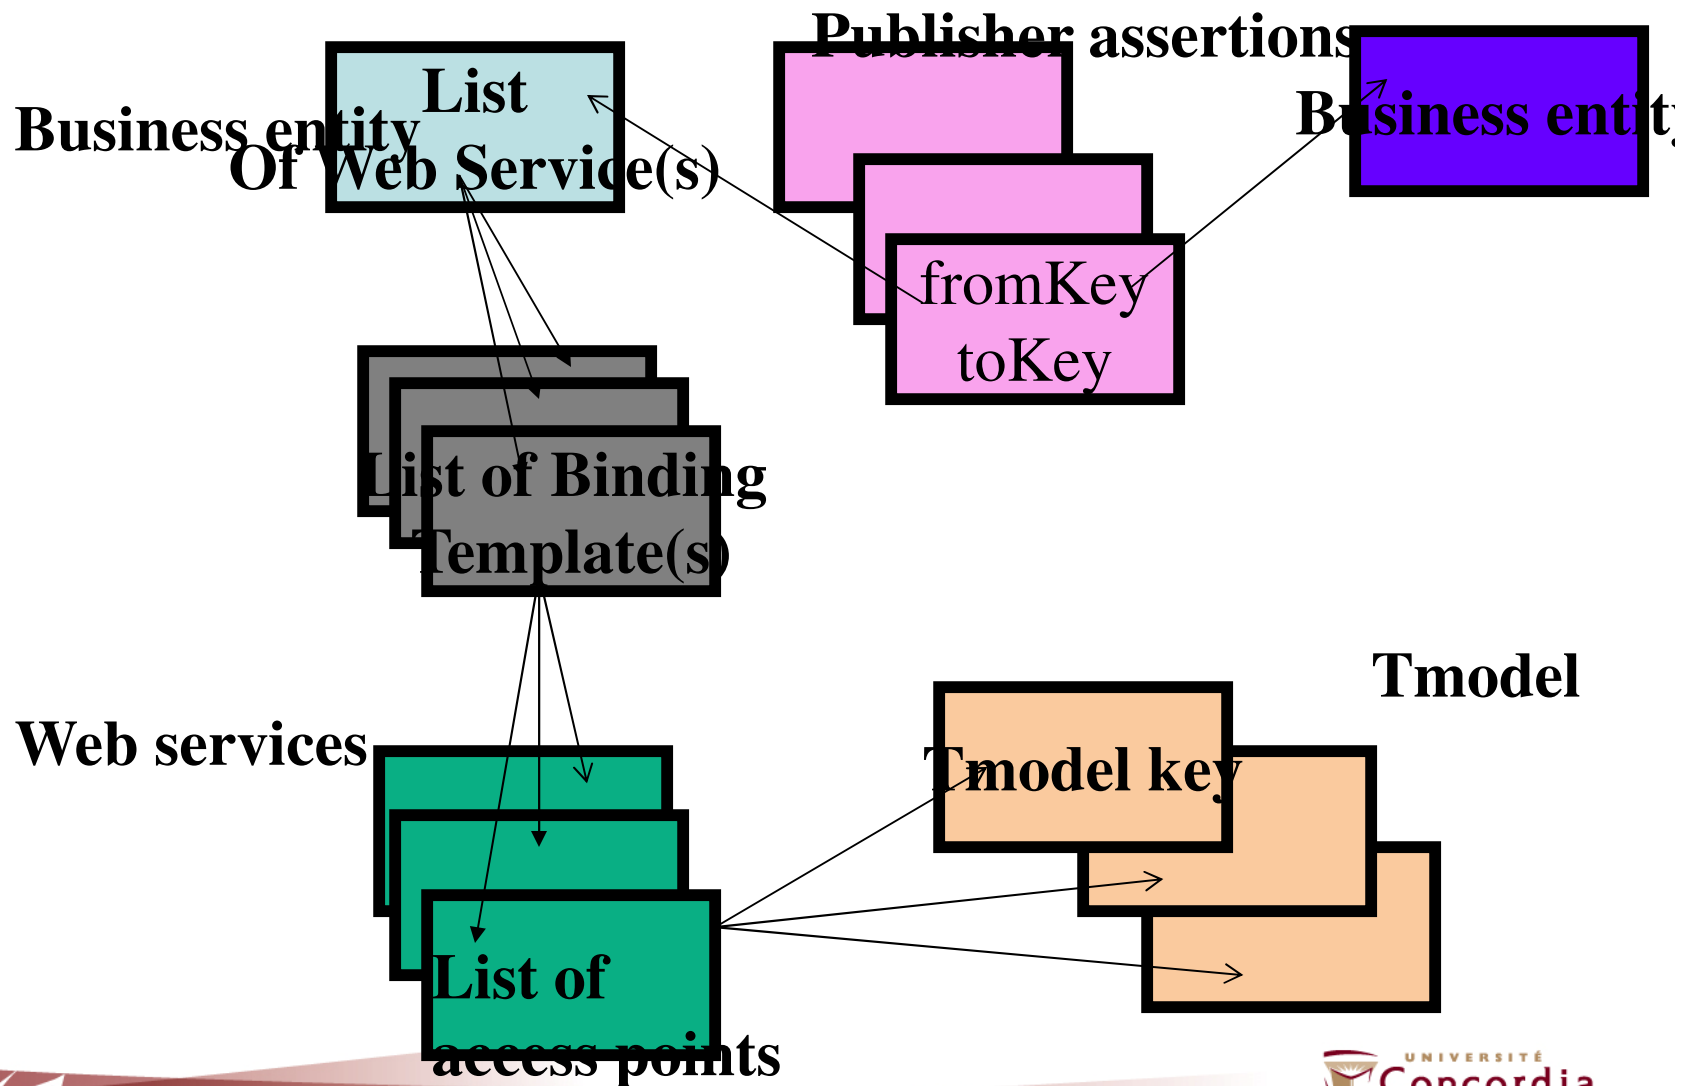 Publisher assertions
List
Business entity
Of Web Service(s)
Business entity
fromKey
toKey
List of Binding
Template(s)
Tmodel
Web services
Tmodel key
List of
access points
UNIVERSITÉ
Concordia